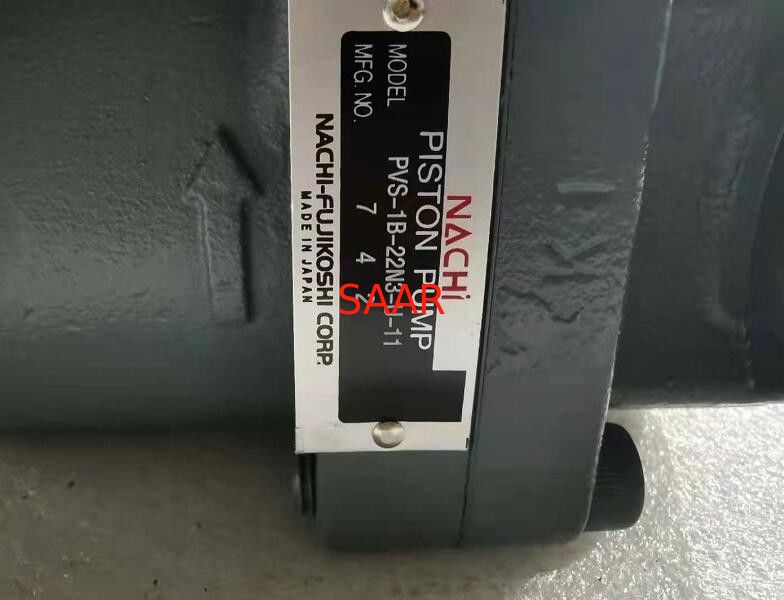 NACHi
PISTON PUMP
MODEL PVS-1B-22N3-U-11
MFG. NO. 7 4 2
NACHI-FUJIKOSHI CORP.
MADE IN JAPAN
SAAR